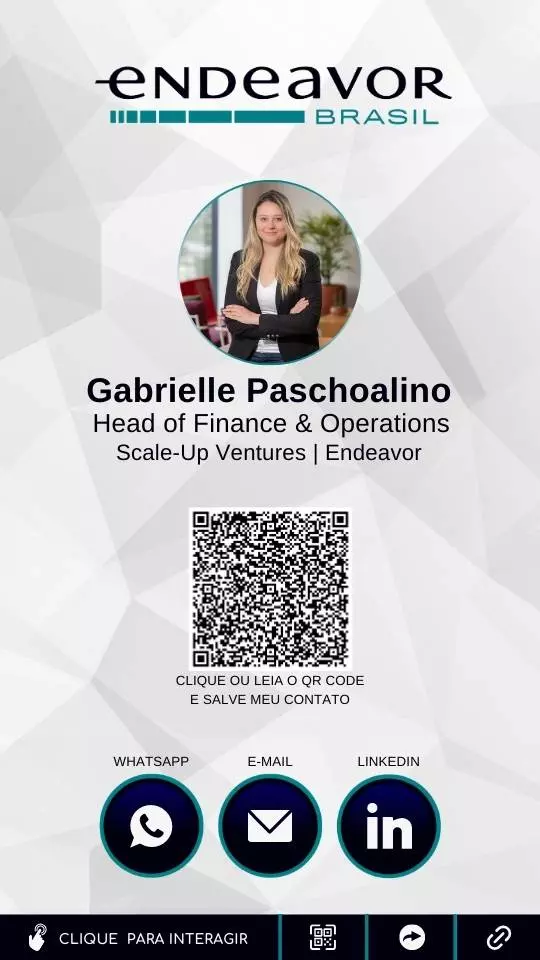 eNDeaVOR
BRASIL
Gabrielle Paschoalino
Head of Finance & Operations
Scale-Up Ventures | Endeavor
CLIQUE OU LEIA O QR CODE
E SALVE MEU CONTATO
WHATSAPP E-MAIL LINKEDIN
in
CLIQUE PARA INTERAGIR